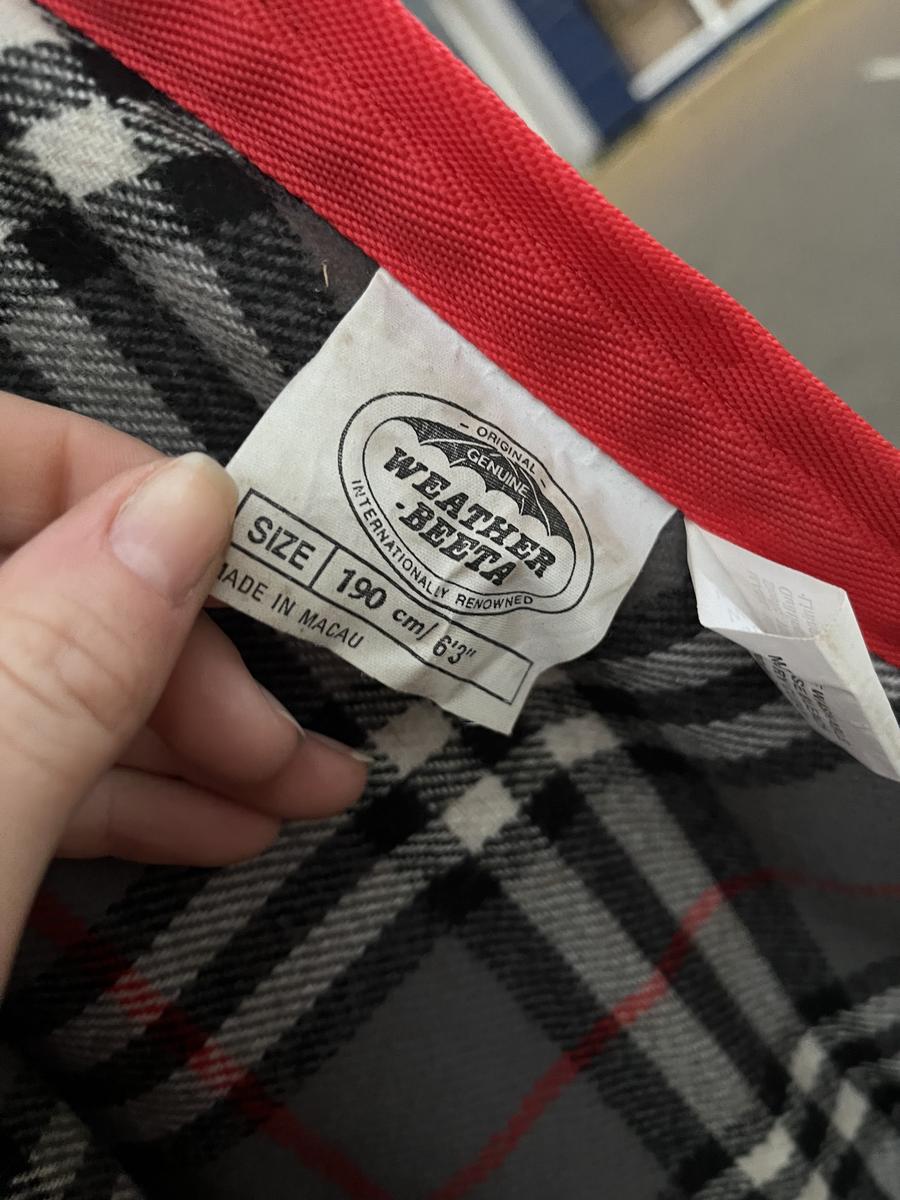 - ORIGINAL -
GENUINE
WEATHER
·BEETA
INTERNATIONALLY RENOWNED
SIZE 190 cm/ 6'3"
MADE IN MACAU